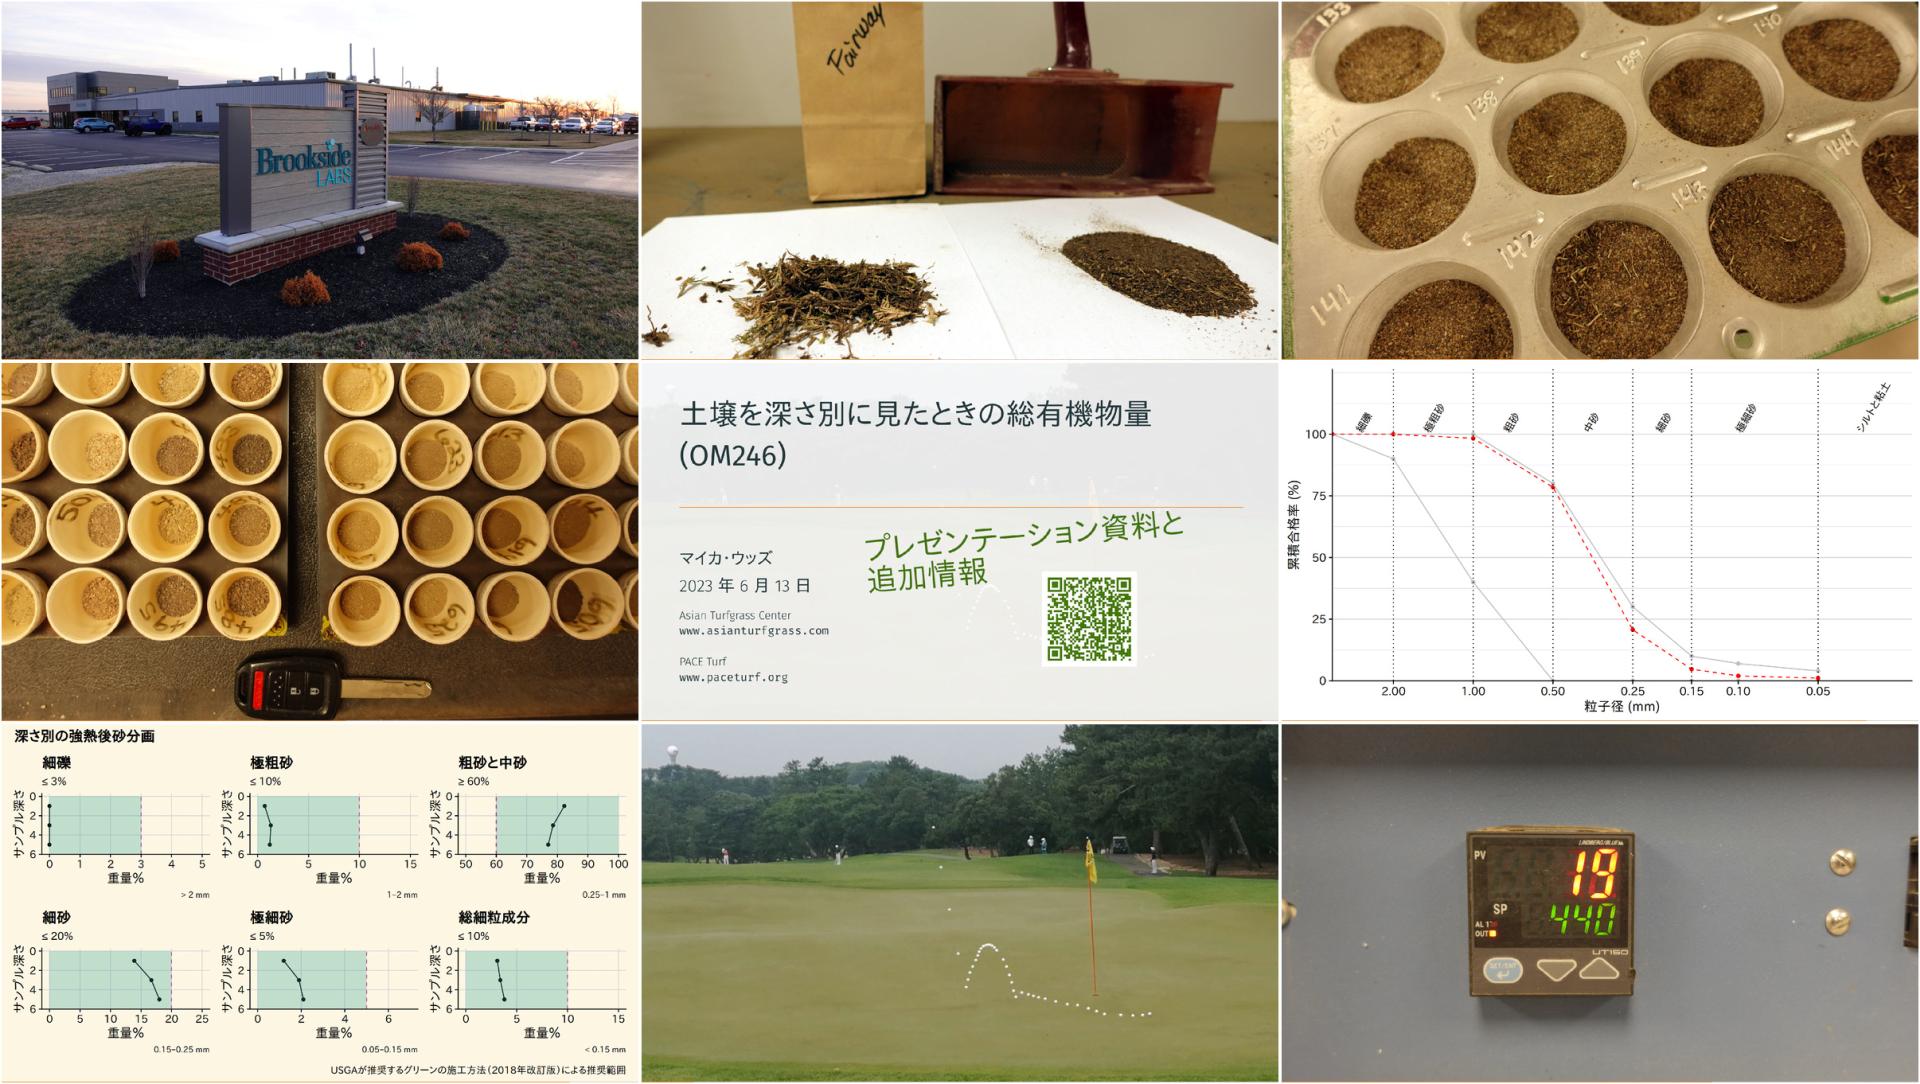 Brookside
LABS
Fairway
133
140
139
138
137
144
143
142
141
土壌を深さ別に見たときの総有機物量
(OM246)
マイカ・ウッズ
2023 年 6 月 13 日
Asian Turfgrass Center
www.asianturfgrass.com
PACE Turf
www.paceturf.org
プレゼンテーション資料と
追加情報
細礫
極粗砂
粗砂
中砂
細砂
極細砂
シルトと粘土
累積合格率 (%)
100
75
50
25
0
2.00 1.00 0.50 0.25 0.15 0.10 0.05
粒子径 (mm)
深さ別の強熱後砂分画
細礫
≤ 3%
サンプル深さ
0
2
4
6
0 1 2 3 4 5
重量%
> 2 mm
極粗砂
≤ 10%
サンプル深さ
0
2
4
6
0 5 10 15
重量%
1-2 mm
粗砂と中砂
≥ 60%
サンプル深さ
0
2
4
6
50 60 70 80 90 100
重量%
0.25-1 mm
細砂
≤ 20%
サンプル深さ
0
2
4
6
0 5 10 15 20 25
重量%
0.15-0.25 mm
極細砂
≤ 5%
サンプル深さ
0
2
4
6
0 2 4 6
重量%
0.05-0.15 mm
総細粒成分
≤ 10%
サンプル深さ
0
2
4
6
0 5 10 15
重量%
< 0.15 mm
USGAが推奨するグリーンの施工方法（2018年改訂版）による推奨範囲
LINDBERG/BLUE M
PV
19
SP
440
AL 1
OUT
UT150
SET/ENT